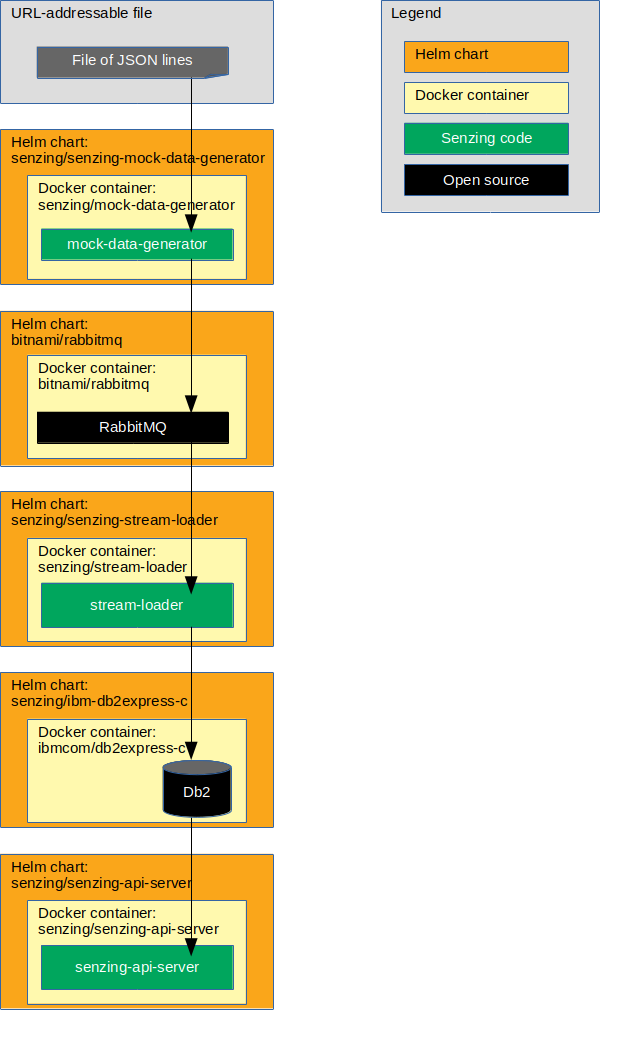 URL-addressable file
File of JSON lines
Helm chart:
senzing/senzing-mock-data-generator
Docker container:
senzing/mock-data-generator
mock-data-generator
Helm chart:
bitnami/rabbitmq
Docker container:
bitnami/rabbitmq
RabbitMQ
Helm chart:
senzing/senzing-stream-loader
Docker container:
senzing/stream-loader
stream-loader
Helm chart:
senzing/ibm-db2express-c
Docker container:
ibmcom/db2express-c
Db2
Helm chart:
senzing/senzing-api-server
Docker container:
senzing/senzing-api-server
senzing-api-server
Legend
Helm chart
Docker container
Senzing code
Open source